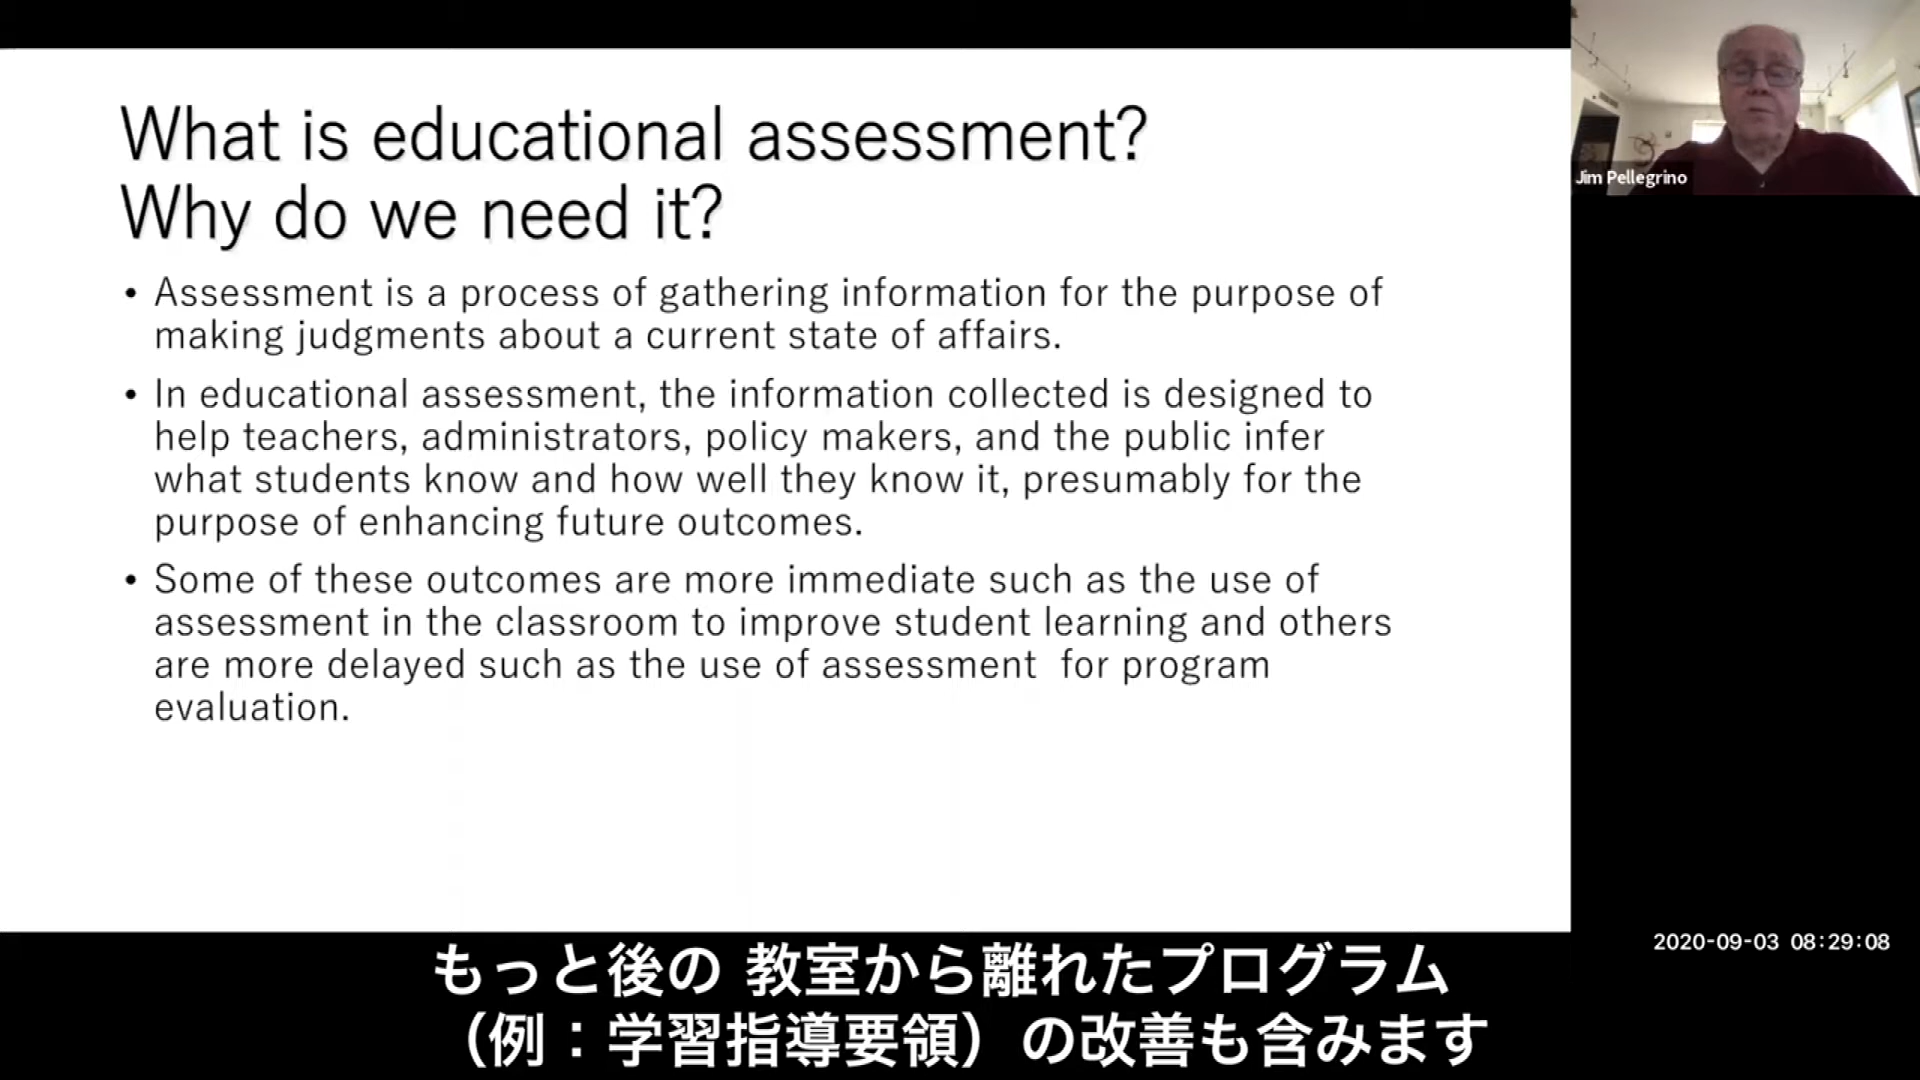 What is educational assessment?
Why do we need it?
• Assessment is a process of gathering information for the purpose of
making judgments about a current state of affairs.
• In educational assessment, the information collected is designed to
help teachers, administrators, policy makers, and the public infer
what students know and how well they know it, presumably for the
purpose of enhancing future outcomes.
• Some of these outcomes are more immediate such as the use of
assessment in the classroom to improve student learning and others
are more delayed such as the use of assessment  for program
evaluation.
Jim Pellegrino
2020-09-03 08:29:08
もっと後の 教室から離れたプログラム
（例：学習指導要領）の改善も含みます